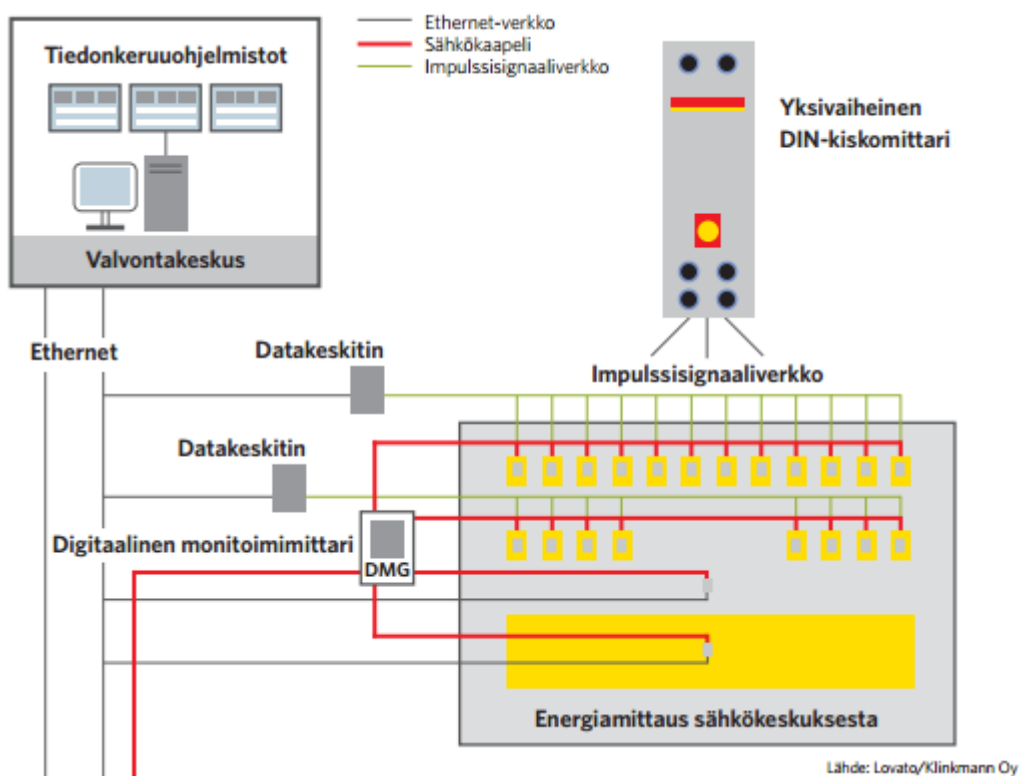 Ethernet-verkko
Sähkökaapeli
Impulssisignaaliverkko
Tiedonkeruuohjelmistot
Valvontakeskus
Yksivaiheinen
DIN-kiskomittari
Ethernet
Datakeskitin
Impulssisignaaliverkko
Datakeskitin
Digitaalinen monitoimimittari
DMG
Energiamittaus sähkökeskuksesta
Lähde: Lovato/Klinkmann Oy